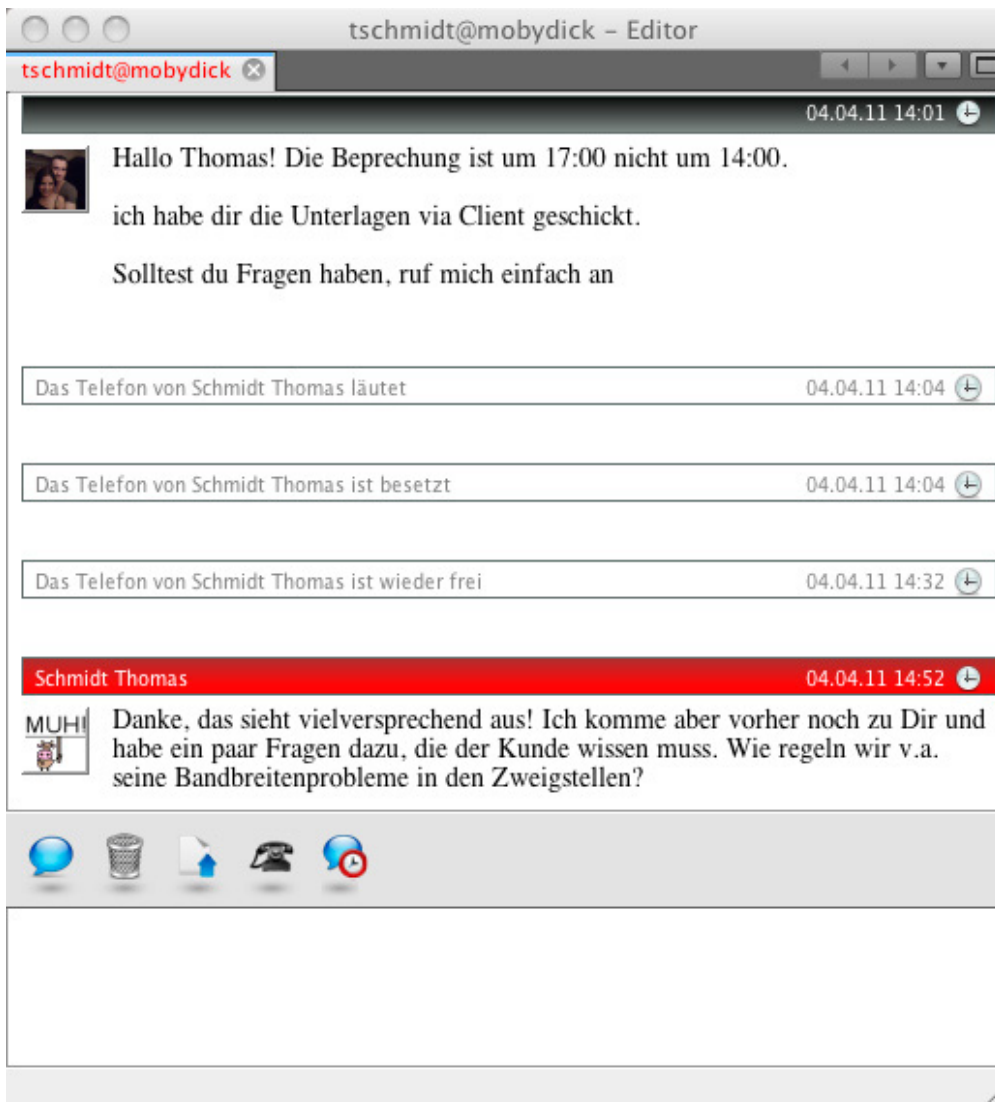 tschmidt@mobydick – Editor
tschmidt@mobydick
04.04.11 14:01
Hallo Thomas! Die Beprechung ist um 17:00 nicht um 14:00.
ich habe dir die Unterlagen via Client geschickt.
Solltest du Fragen haben, ruf mich einfach an
Das Telefon von Schmidt Thomas läutet 04.04.11 14:04
Das Telefon von Schmidt Thomas ist besetzt 04.04.11 14:04
Das Telefon von Schmidt Thomas ist wieder frei 04.04.11 14:32
Schmidt Thomas 04.04.11 14:52
MUH!
Danke, das sieht vielversprechend aus! Ich komme aber vorher noch zu Dir und
habe ein paar Fragen dazu, die der Kunde wissen muss. Wie regeln wir v.a.
seine Bandbreitenprobleme in den Zweigstellen?